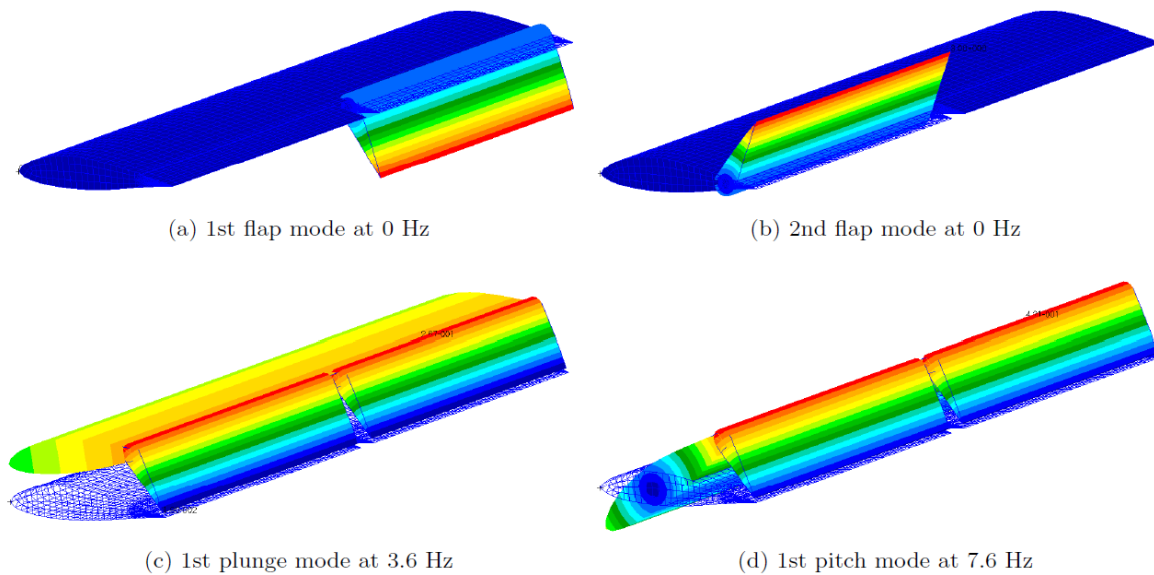 (a) 1st flap mode at 0 Hz
(b) 2nd flap mode at 0 Hz
(c) 1st plunge mode at 3.6 Hz
(d) 1st pitch mode at 7.6 Hz